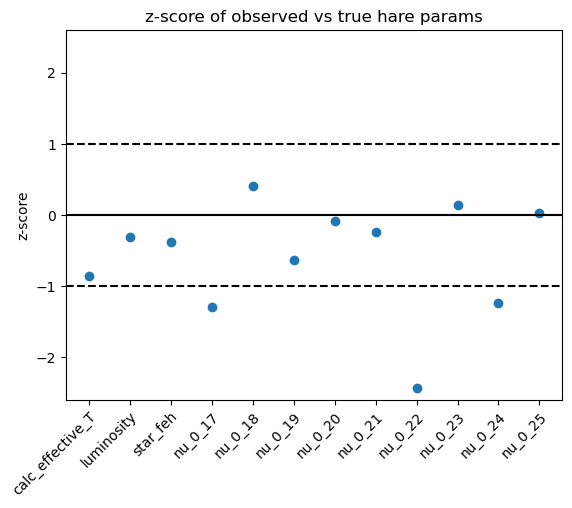 z-score of observed vs true hare params
z-score
2
1
0
−1
−2
calc_effective_T
luminosity
star_feh
nu_0_17
nu_0_18
nu_0_19
nu_0_20
nu_0_21
nu_0_22
nu_0_23
nu_0_24
nu_0_25